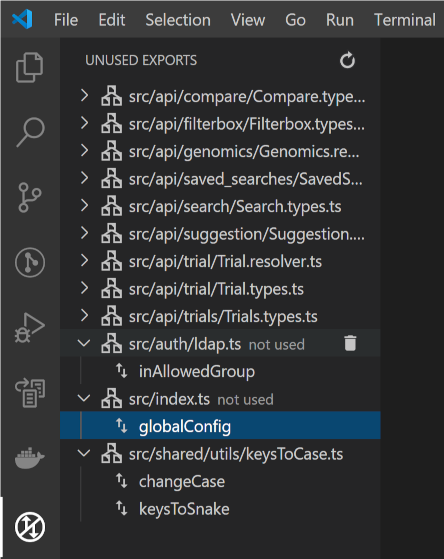 File Edit Selection View Go Run Terminal
UNUSED EXPORTS
src/api/compare/Compare.type...
src/api/filterbox/Filterbox.types...
src/api/genomics/Genomics.re...
src/api/saved_searches/SavedS...
src/api/search/Search.types.ts
src/api/suggestion/Suggestion....
src/api/trial/Trial.resolver.ts
src/api/trial/Trial.types.ts
src/api/trials/Trials.types.ts
src/auth/ldap.ts not used
inAllowedGroup
src/index.ts not used
globalConfig
src/shared/utils/keysToCase.ts
changeCase
keysToSnake